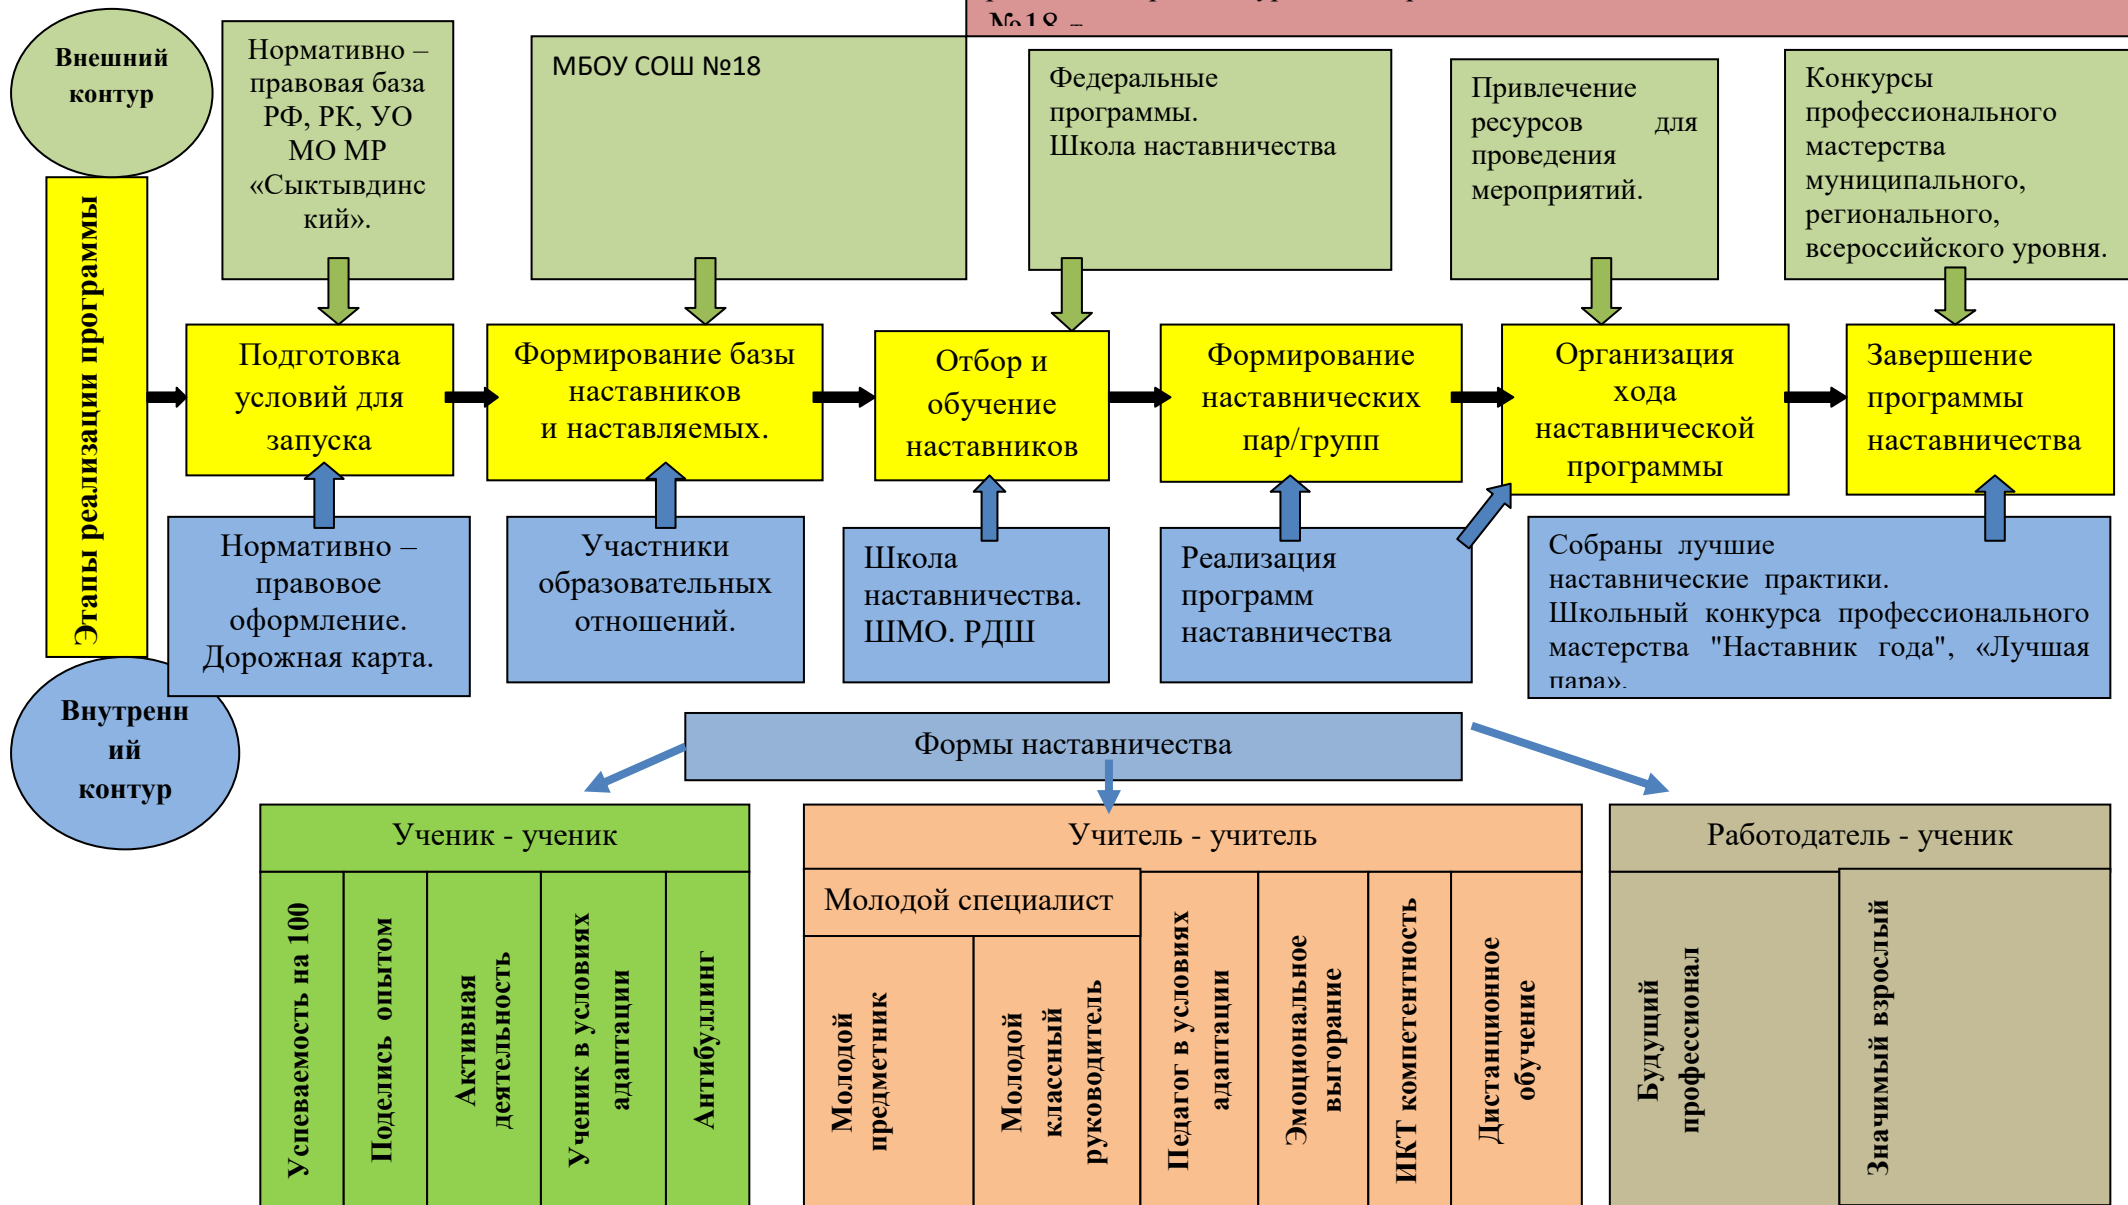 №18
Внешний
контур
Нормативно –
правовая база
РФ, РК, УО
МО МР
«Сыктывдинс
кий».
МБОУ СОШ №18
Федеральные
программы.
Школа наставничества
Привлечение
ресурсов для
проведения
мероприятий.
Конкурсы
профессионального
мастерства
муниципального,
регионального,
всероссийского уровня.
Этапы реализации программы
Подготовка
условий для
запуска
Формирование базы
наставников
и наставляемых.
Отбор и
обучение
наставников
Формирование
наставнических
пар/групп
Организация
хода
наставнической
программы
Завершение
программы
наставничества
Нормативно –
правовое
оформление.
Дорожная карта.
Участники
образовательных
отношений.
Школа
наставничества.
ШМО. РДШ
Реализация
программ
наставничества
Собраны лучшие
наставнические практики.
Школьный конкурса профессионального
мастерства "Наставник года", «Лучшая
пара».
Внутренн
ий
контур
Формы наставничества
Ученик - ученик
Успеваемость на 100
Поделись опытом
Активная
деятельность
Ученик в условиях
адаптации
Антибуллинг
Учитель - учитель
Молодой специалист
Молодой
предметник
Молодой
классный
руководитель
Педагог в условиях
адаптации
Эмоциональное
выгорание
ИКТ компетентность
Дистанционное
обучение
Работодатель - ученик
Будущий
профессионал
Значимый взрослый